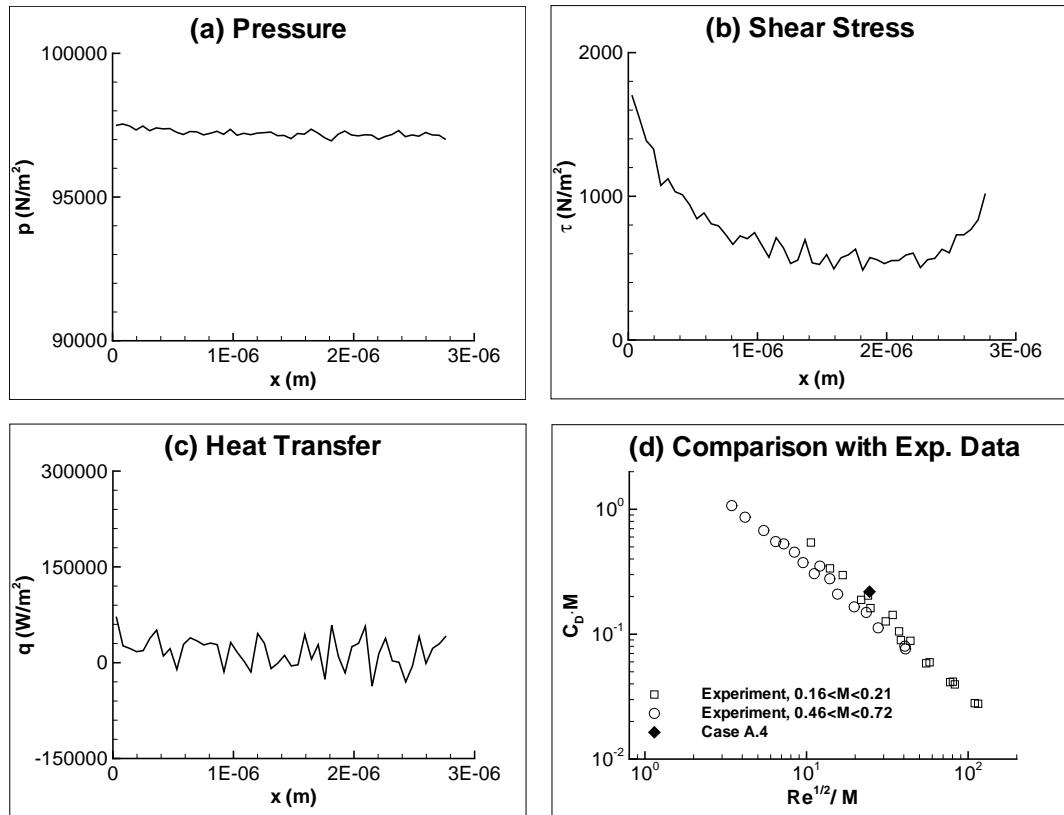 (a) Pressure
100000
95000
90000
p (N/m²)
0
1E-06
2E-06
3E-06
x (m)
(b) Shear Stress
2000
1000
0
τ (N/m²)
0
1E-06
2E-06
3E-06
x (m)
(c) Heat Transfer
300000
150000
0
-150000
q (W/m²)
0
1E-06
2E-06
3E-06
x (m)
(d) Comparison with Exp. Data
10⁰
10⁻¹
10⁻²
C_D·M
Experiment, 0.16<M<0.21
Experiment, 0.46<M<0.72
Case A.4
10⁰
10¹
10²
Re^1/2/ M